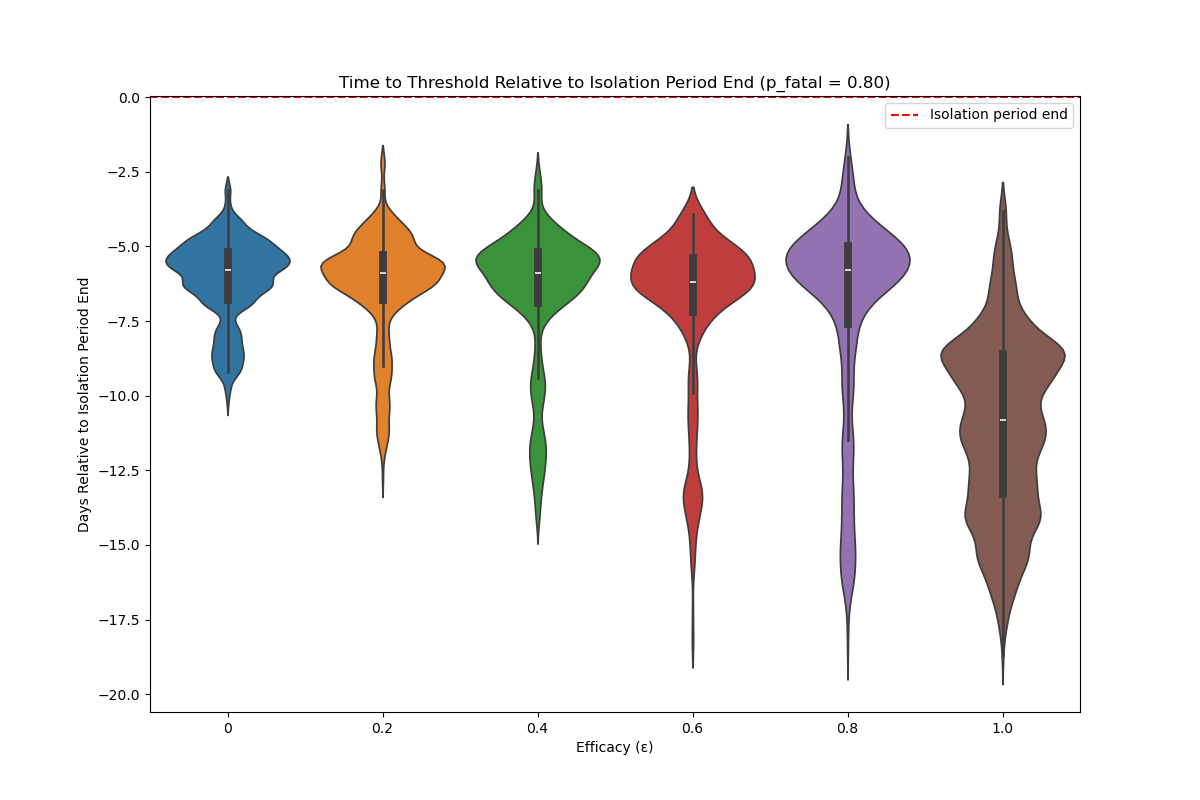 Time to Threshold Relative to Isolation Period End (p_fatal = 0.80)
Isolation period end
Days Relative to Isolation Period End
0.0
−2.5
−5.0
−7.5
−10.0
−12.5
−15.0
−17.5
−20.0
0 0.2 0.4 0.6 0.8 1.0
Efficacy (ε)